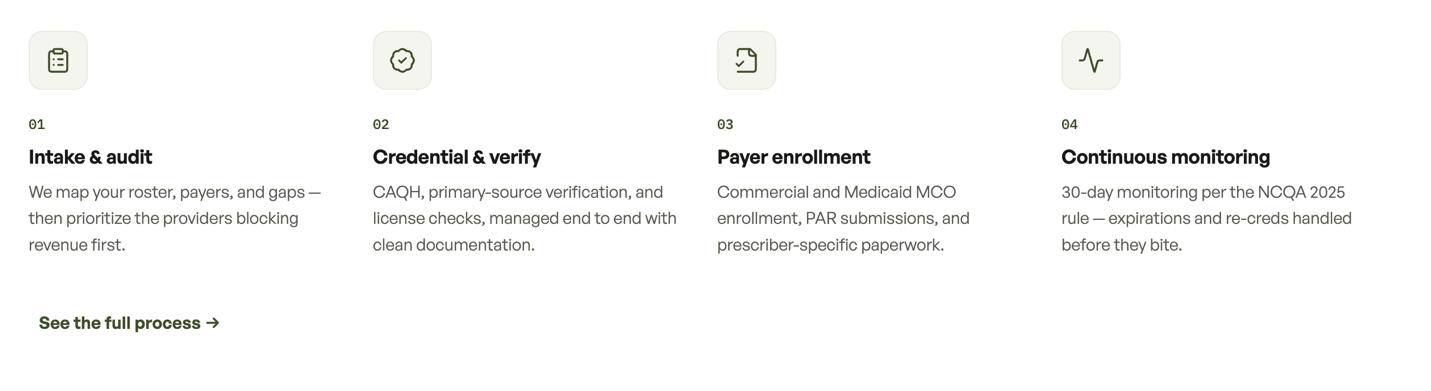 01
Intake & audit
We map your roster, payers, and gaps —
then prioritize the providers blocking
revenue first.
02
Credential & verify
CAQH, primary-source verification, and
license checks, managed end to end with
clean documentation.
03
Payer enrollment
Commercial and Medicaid MCO
enrollment, PAR submissions, and
prescriber-specific paperwork.
04
Continuous monitoring
30-day monitoring per the NCQA 2025
rule — expirations and re-creds handled
before they bite.
See the full process →